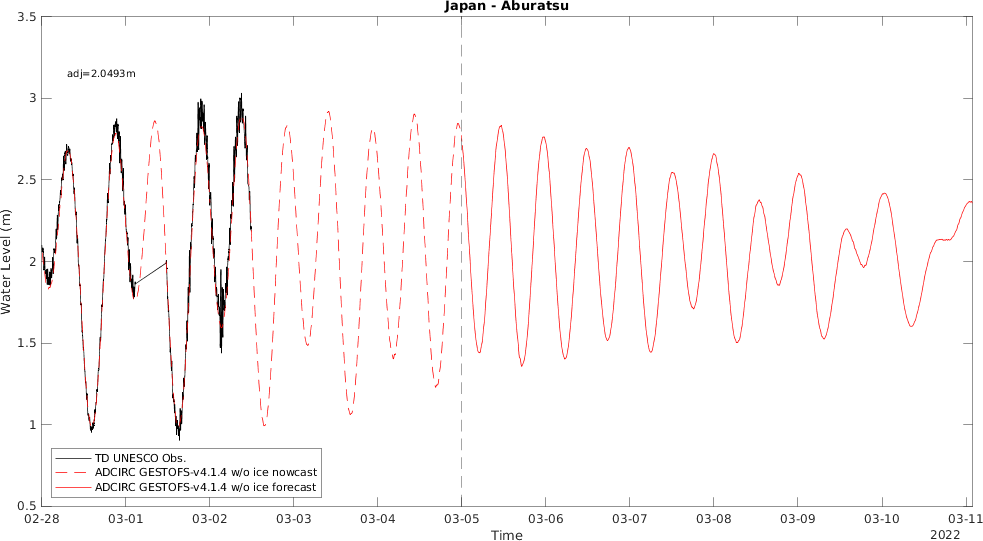 Japan - Aburatsu
3.5
adj=2.0493m
3
2.5
2
1.5
1
0.5
Water Level (m)
TD UNESCO Obs.
ADCIRC GESTOFS-v4.1.4 w/o ice nowcast
ADCIRC GESTOFS-v4.1.4 w/o ice forecast
02-28 03-01 03-02 03-03 03-04 03-05 03-06 03-07 03-08 03-09 03-10 03-11
Time
2022